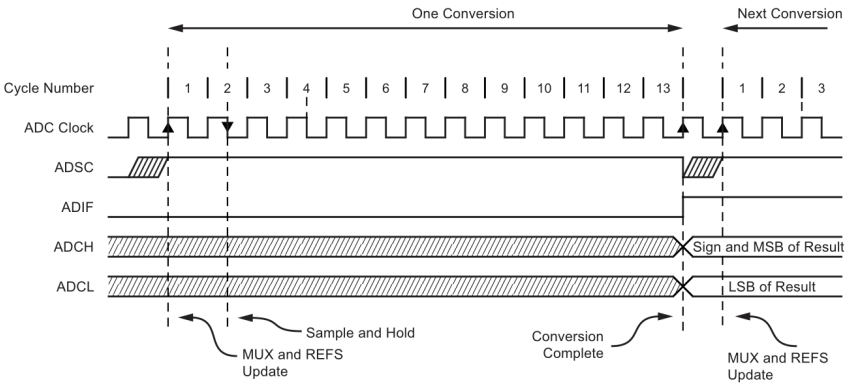 One Conversion Next Conversion
Cycle Number 1 2 3 4 5 6 7 8 9 10 11 12 13 1 2 3
ADC Clock
ADSC
ADIF
ADCH Sign and MSB of Result
ADCL LSB of Result
Sample and Hold
MUX and REFS
Update
Conversion
Complete
MUX and REFS
Update